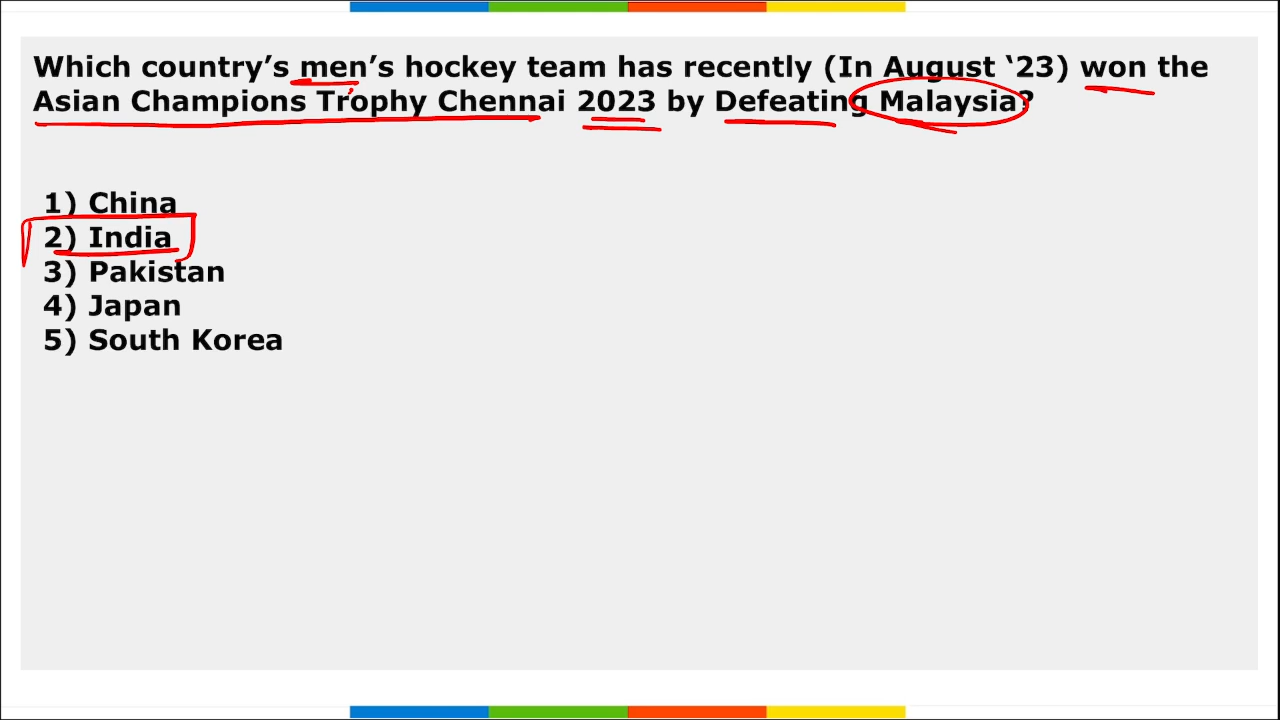 Which country’s men’s hockey team has recently (In August ‘23) won the
Asian Champions Trophy Chennai 2023 by Defeating Malaysia?
1) China
2) India
3) Pakistan
4) Japan
5) South Korea